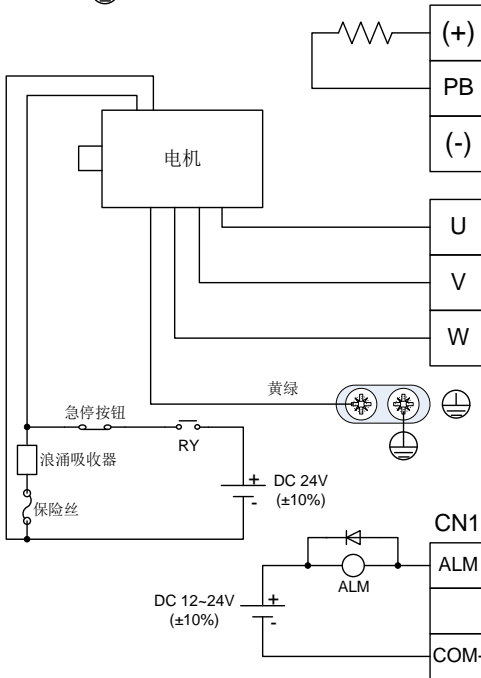 (+)
PB
(-)
电机
U
V
W
黄绿
急停按钮
RY
浪涌吸收器
+ DC 24V
- (±10%)
保险丝
CN1
ALM
ALM
DC 12~24V +
(±10%) -
COM-